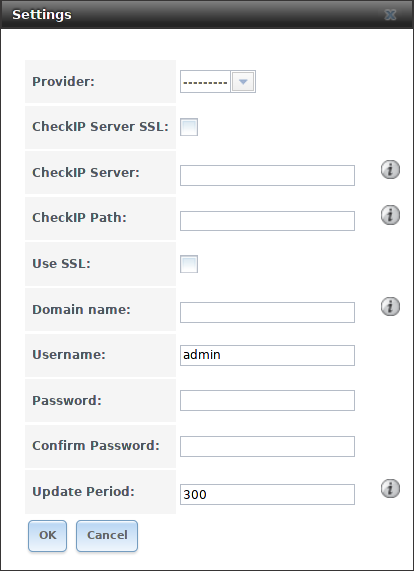 Settings
Provider: ---------
CheckIP Server SSL:
CheckIP Server:
CheckIP Path:
Use SSL:
Domain name:
Username: admin
Password:
Confirm Password:
Update Period: 300
OK Cancel